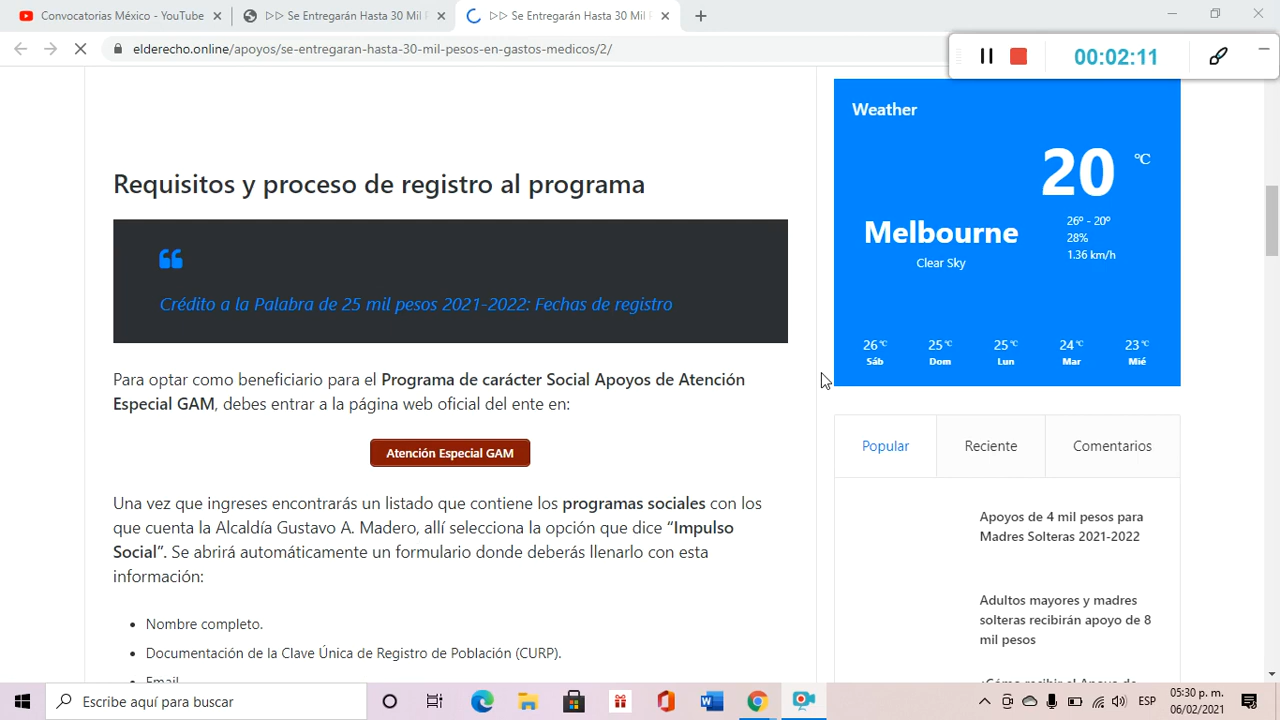 Convocatorias México - YouTube
▷▷ Se Entregarán Hasta 30 Mil P
▷▷ Se Entregarán Hasta 30 Mil P
elderecho.online/apoyos/se-entregaran-hasta-30-mil-pesos-en-gastos-medicos/2/
00:02:11
Requisitos y proceso de registro al programa
Crédito a la Palabra de 25 mil pesos 2021-2022: Fechas de registro
Para optar como beneficiario para el Programa de carácter Social Apoyos de Atención
Especial GAM, debes entrar a la página web oficial del ente en:
Atención Especial GAM
Una vez que ingreses encontrarás un listado que contiene los programas sociales con los
que cuenta la Alcaldía Gustavo A. Madero, allí selecciona la opción que dice “Impulso
Social”. Se abrirá automáticamente un formulario donde deberás llenarlo con esta
información:
• Nombre completo.
• Documentación de la Clave Única de Registro de Población (CURP).
• Email
Weather
20 ℃
Melbourne
Clear Sky
26º - 20º
28%
1.36 km/h
26℃ 25℃ 25℃ 24℃ 23℃
Sáb Dom Lun Mar Mié
Popular Reciente Comentarios
Apoyos de 4 mil pesos para
Madres Solteras 2021-2022
Adultos mayores y madres
solteras recibirán apoyo de 8
mil pesos
¿Cómo recibir el Apoyo de
Escribe aquí para buscar
ESP
05:30 p. m.
06/02/2021